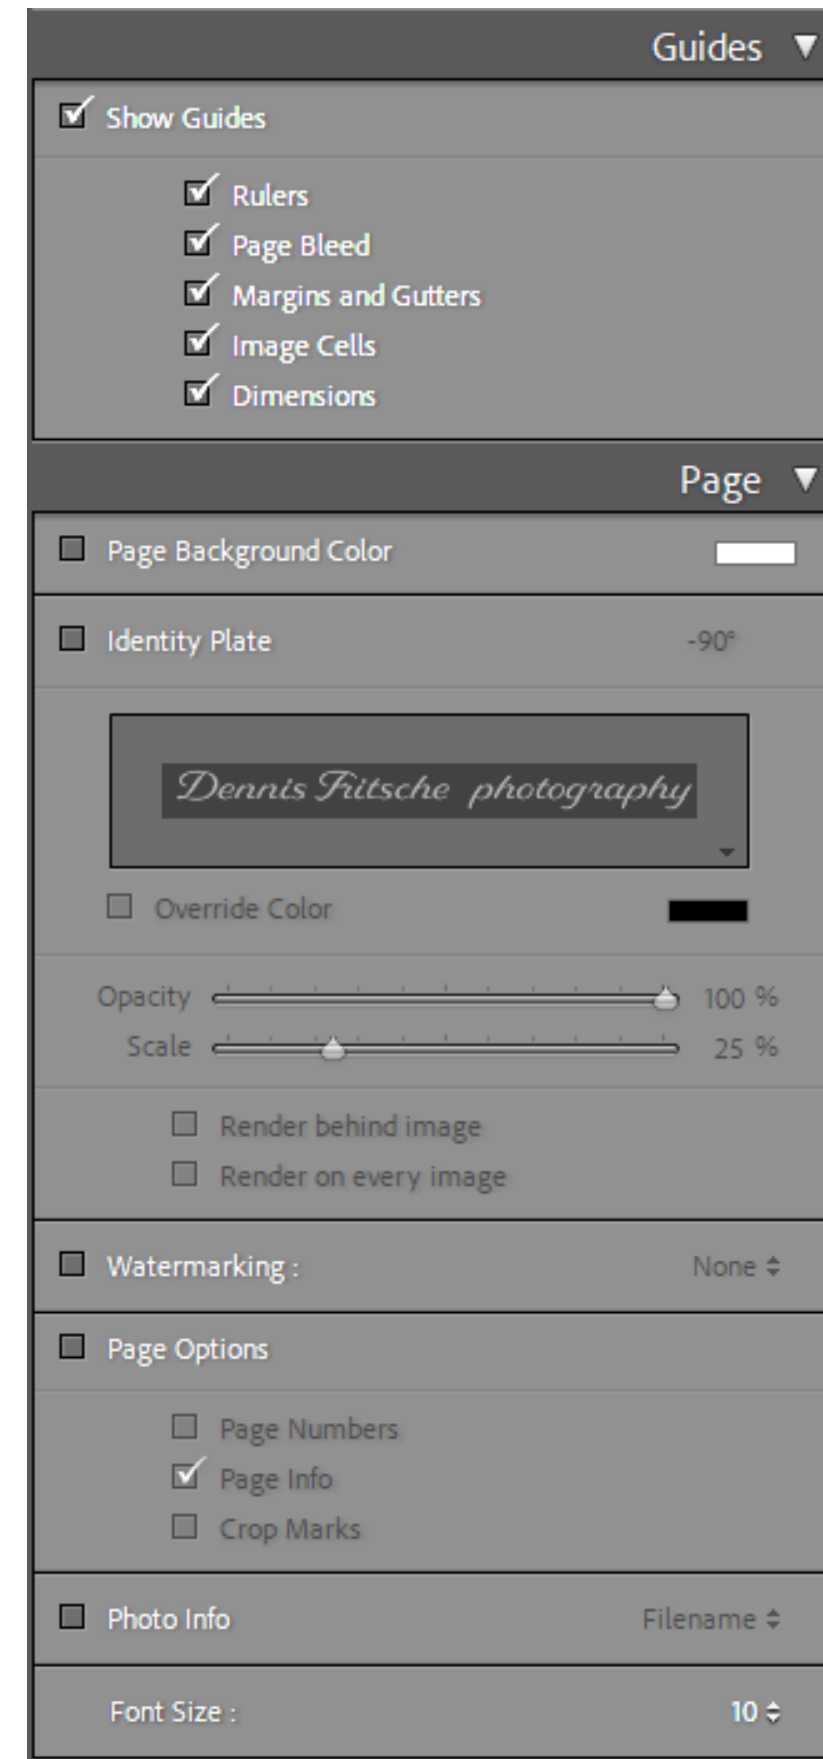 Guides
Show Guides
Rulers
Page Bleed
Margins and Gutters
Image Cells
Dimensions
Page
Page Background Color
Identity Plate -90°
Dennis Fritsche photography
Override Color
Opacity 100 %
Scale 25 %
Render behind image
Render on every image
Watermarking : None
Page Options
Page Numbers
Page Info
Crop Marks
Photo Info Filename
Font Size : 10